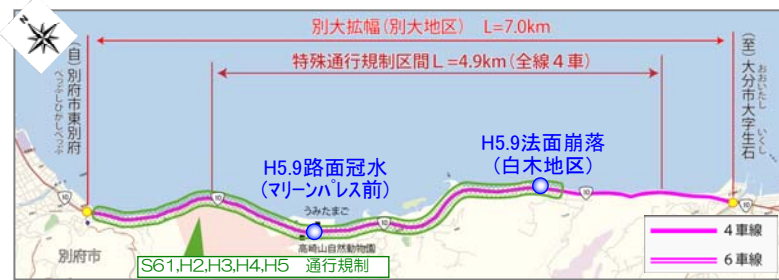 N
別大拡幅(別大地区) L=7.0km
特殊通行規制区間L=4.9km(全線4車)
(自)別府市東別府
べっぷしひがしべっぷ
(至)大分市大字生石
おおいたし いくし
H5.9路面冠水
(マリーンパレス前)
H5.9法面崩落
(白木地区)
10
10
10
10
10
10
うみたまご
高崎山自然動物園
別府市
S61,H2,H3,H4,H5 通行規制
4車線
6車線